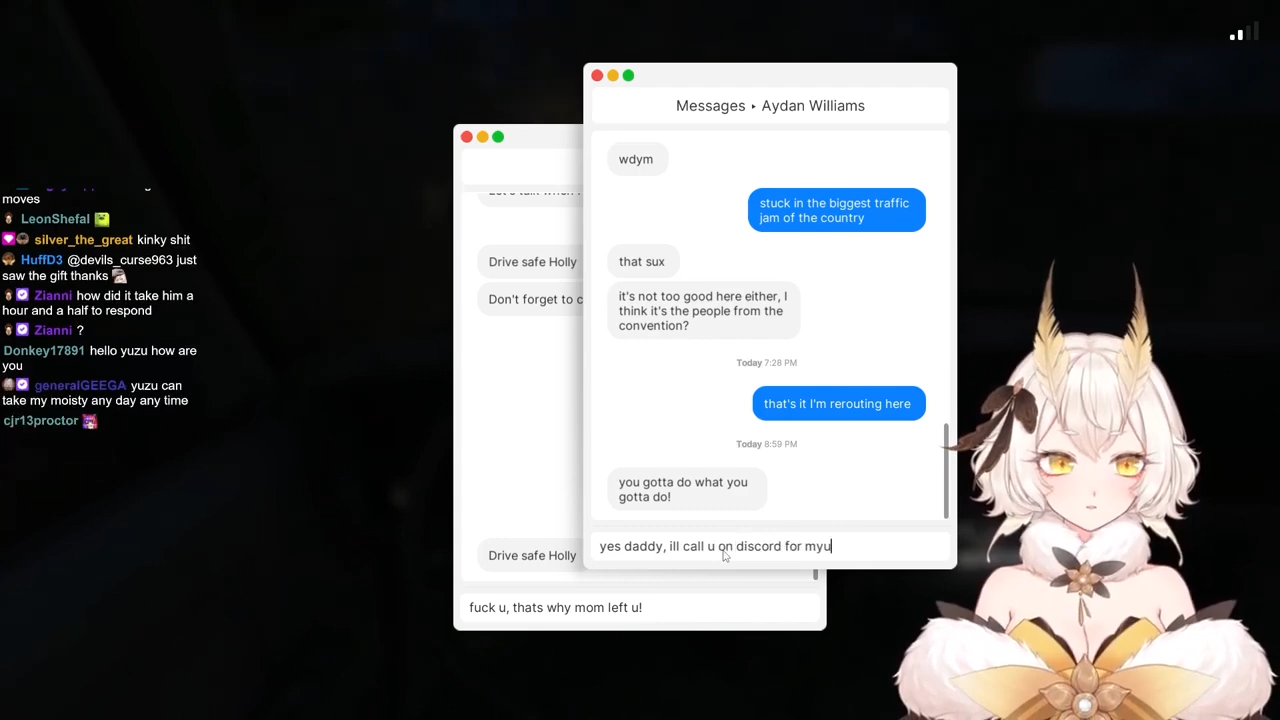 moves
LeonShefal
silver_the_great kinky shit
HuffD3 @devils_curse963 just
saw the gift thanks
Zianni how did it take him a
hour and a half to respond
Zianni ?
Donkey17891 hello yuzu how are
you
generalGEEGA yuzu can
take my moisty any day any time
cjr13proctor
Drive safe Holly
Don't forget to c
Drive safe Holly
fuck u, thats why mom left u!
Messages ▸ Aydan Williams
wdym
stuck in the biggest traffic
jam of the country
that sux
it's not too good here either, I
think it's the people from the
convention?
Today 7:28 PM
that's it I'm rerouting here
Today 8:59 PM
you gotta do what you
gotta do!
yes daddy, ill call u on discord for myu